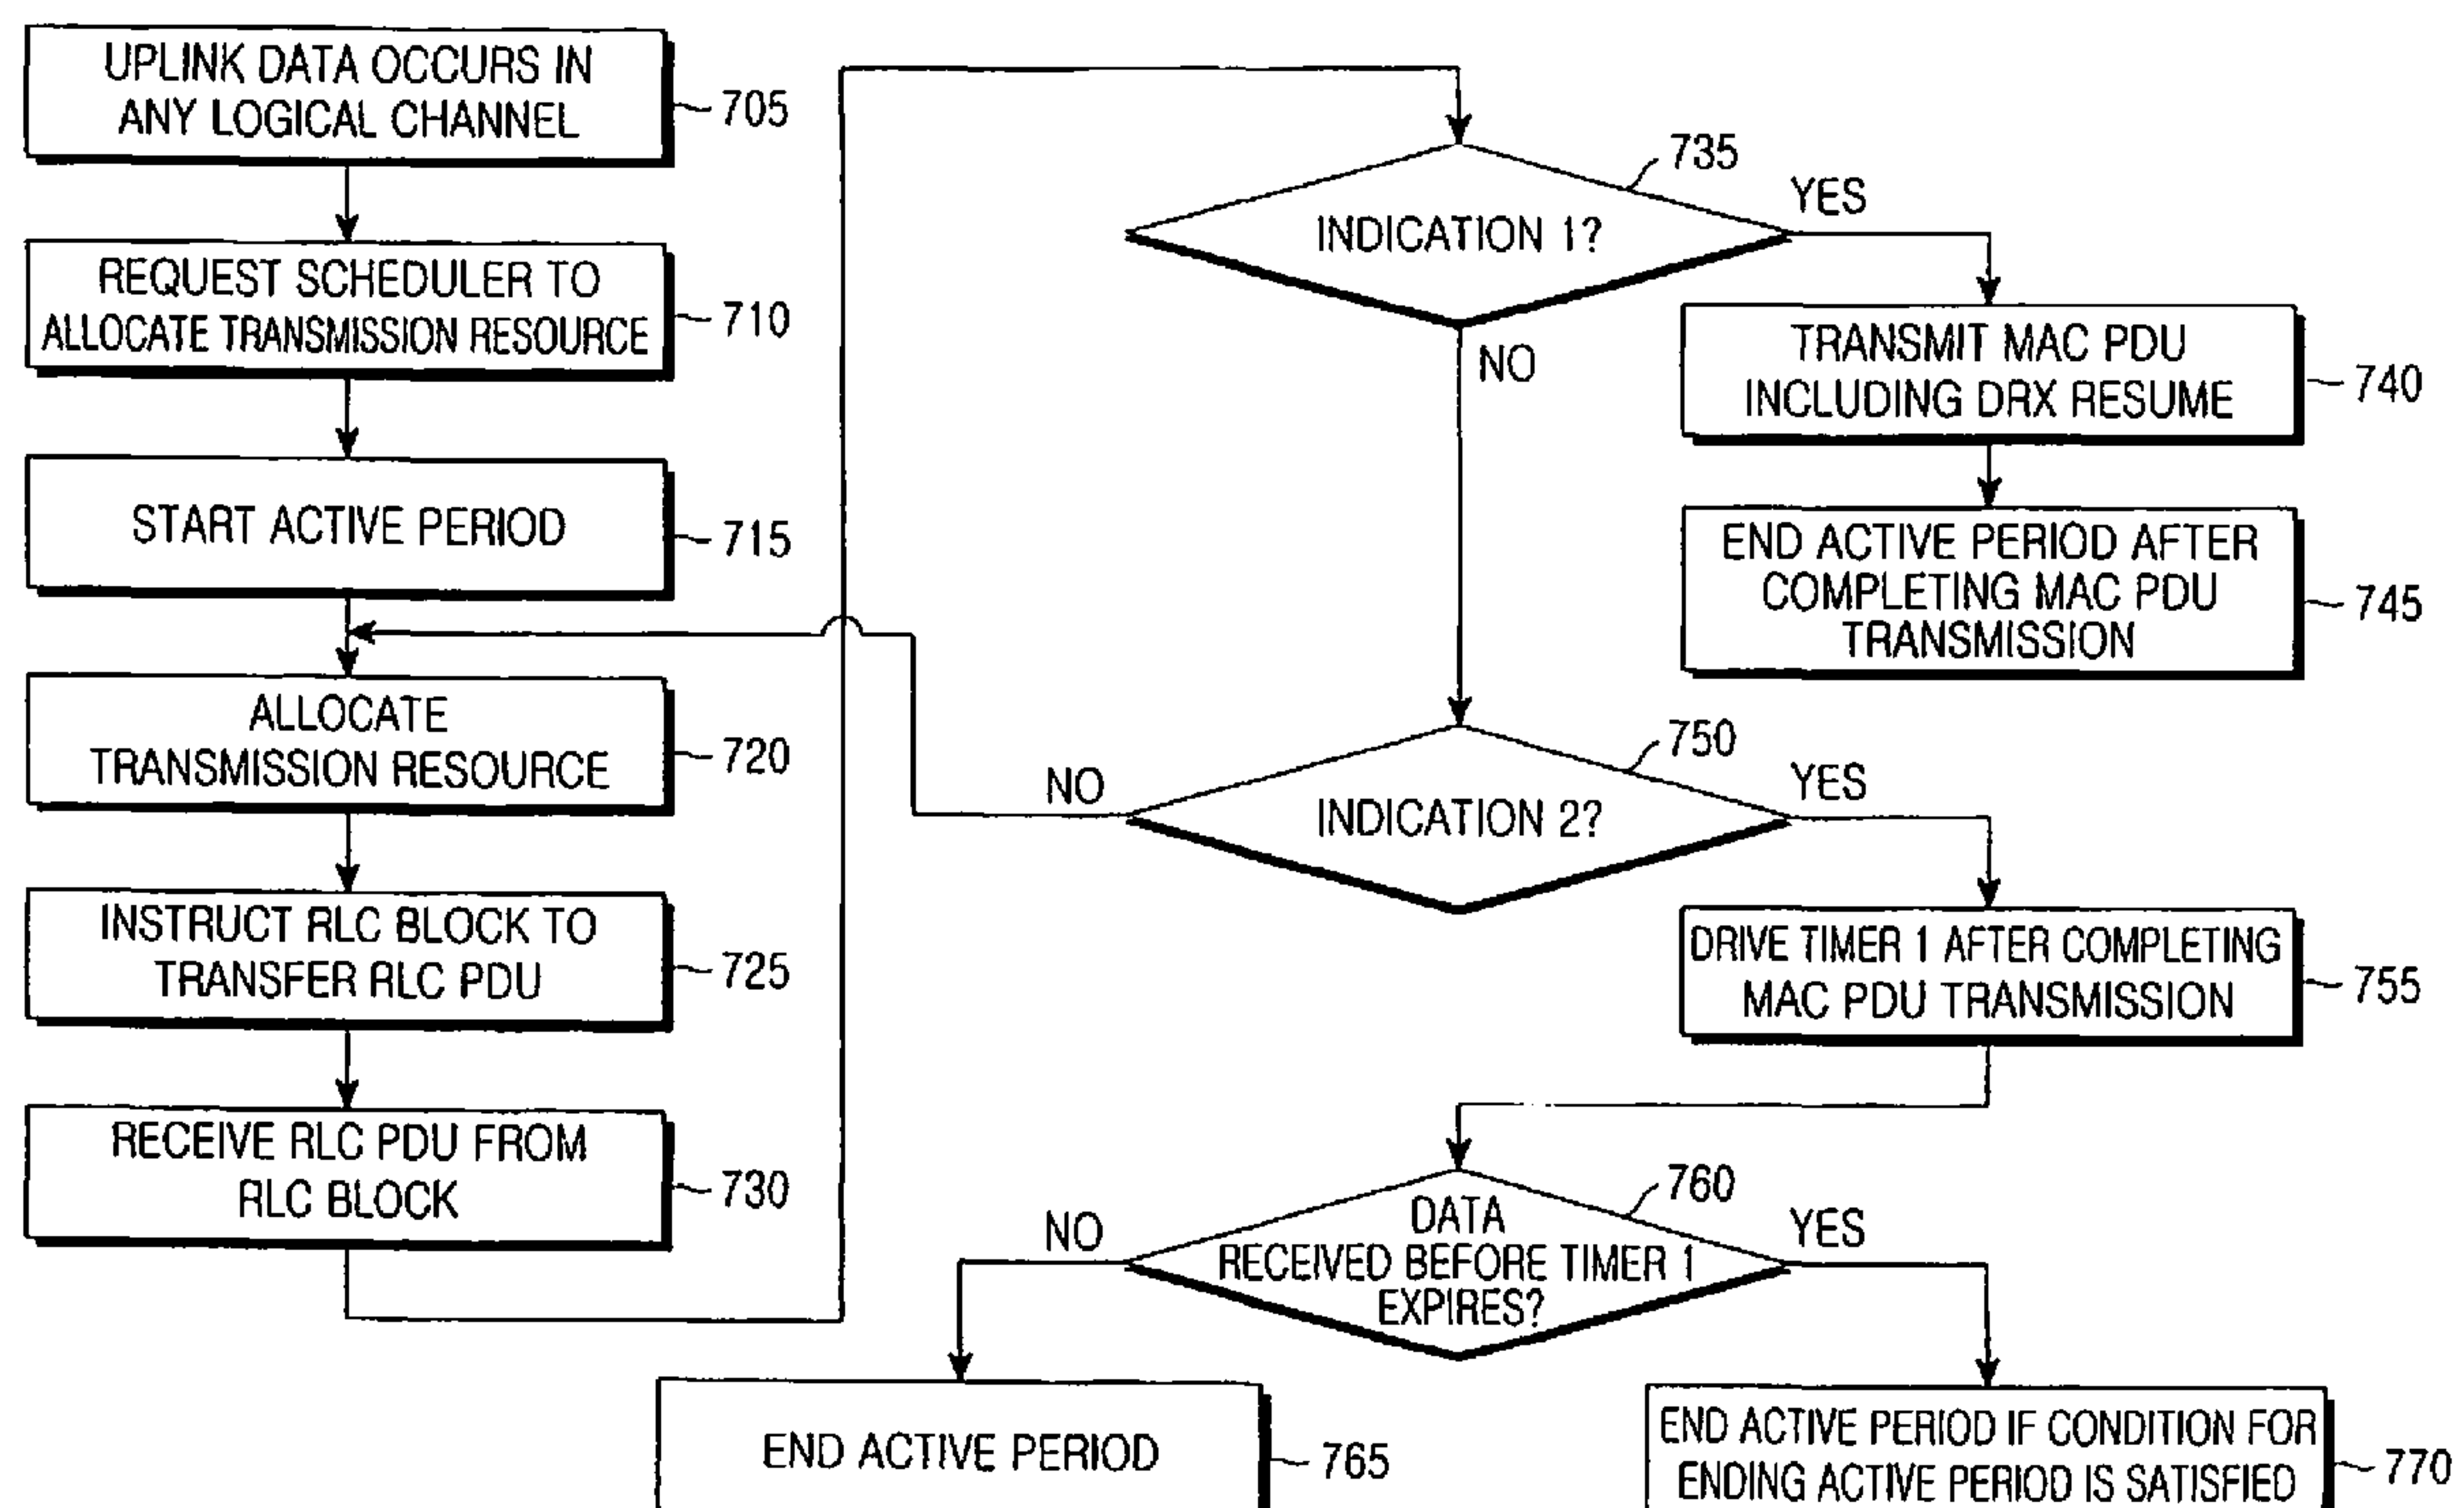 UPLINK DATA OCCURS IN
ANY LOGICAL CHANNEL
705
REQUEST SCHEDULER TO
ALLOCATE TRANSMISSION RESOURCE
710
START ACTIVE PERIOD
715
ALLOCATE
TRANSMISSION RESOURCE
720
INSTRUCT RLC BLOCK TO
TRANSFER RLC PDU
725
RECEIVE RLC PDU FROM
RLC BLOCK
730
735
INDICATION 1?
YES
NO
TRANSMIT MAC PDU
INCLUDING DRX RESUME
740
END ACTIVE PERIOD AFTER
COMPLETING MAC PDU
TRANSMISSION
745
750
INDICATION 2?
NO
YES
DRIVE TIMER 1 AFTER COMPLETING
MAC PDU TRANSMISSION
755
760
DATA
RECEIVED BEFORE TIMER 1
EXPIRES?
NO
YES
END ACTIVE PERIOD
765
END ACTIVE PERIOD IF CONDITION FOR
ENDING ACTIVE PERIOD IS SATISFIED
770